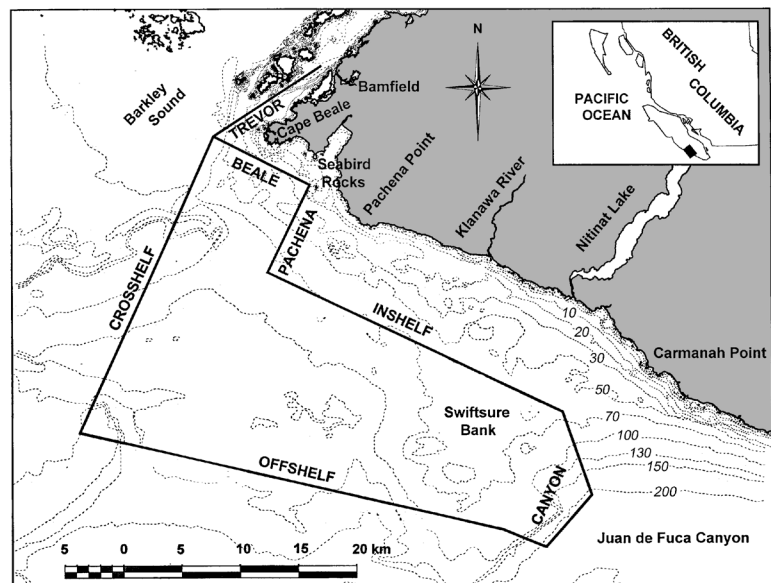 N
BRITISH
COLUMBIA
PACIFIC
OCEAN
Barkley
Sound
Bamfield
TREVOR
Cape Beale
BEALE
Seabird
Rocks
Pachena Point
Klanawa River
Nitinat Lake
PACHENA
CROSSHELF
INSHELF
10
20
30
50
Carmanah Point
Swiftsure
Bank
70
100
130
150
200
OFFSHELF
CANYON
Juan de Fuca Canyon
5 0 5 10 15 20 km